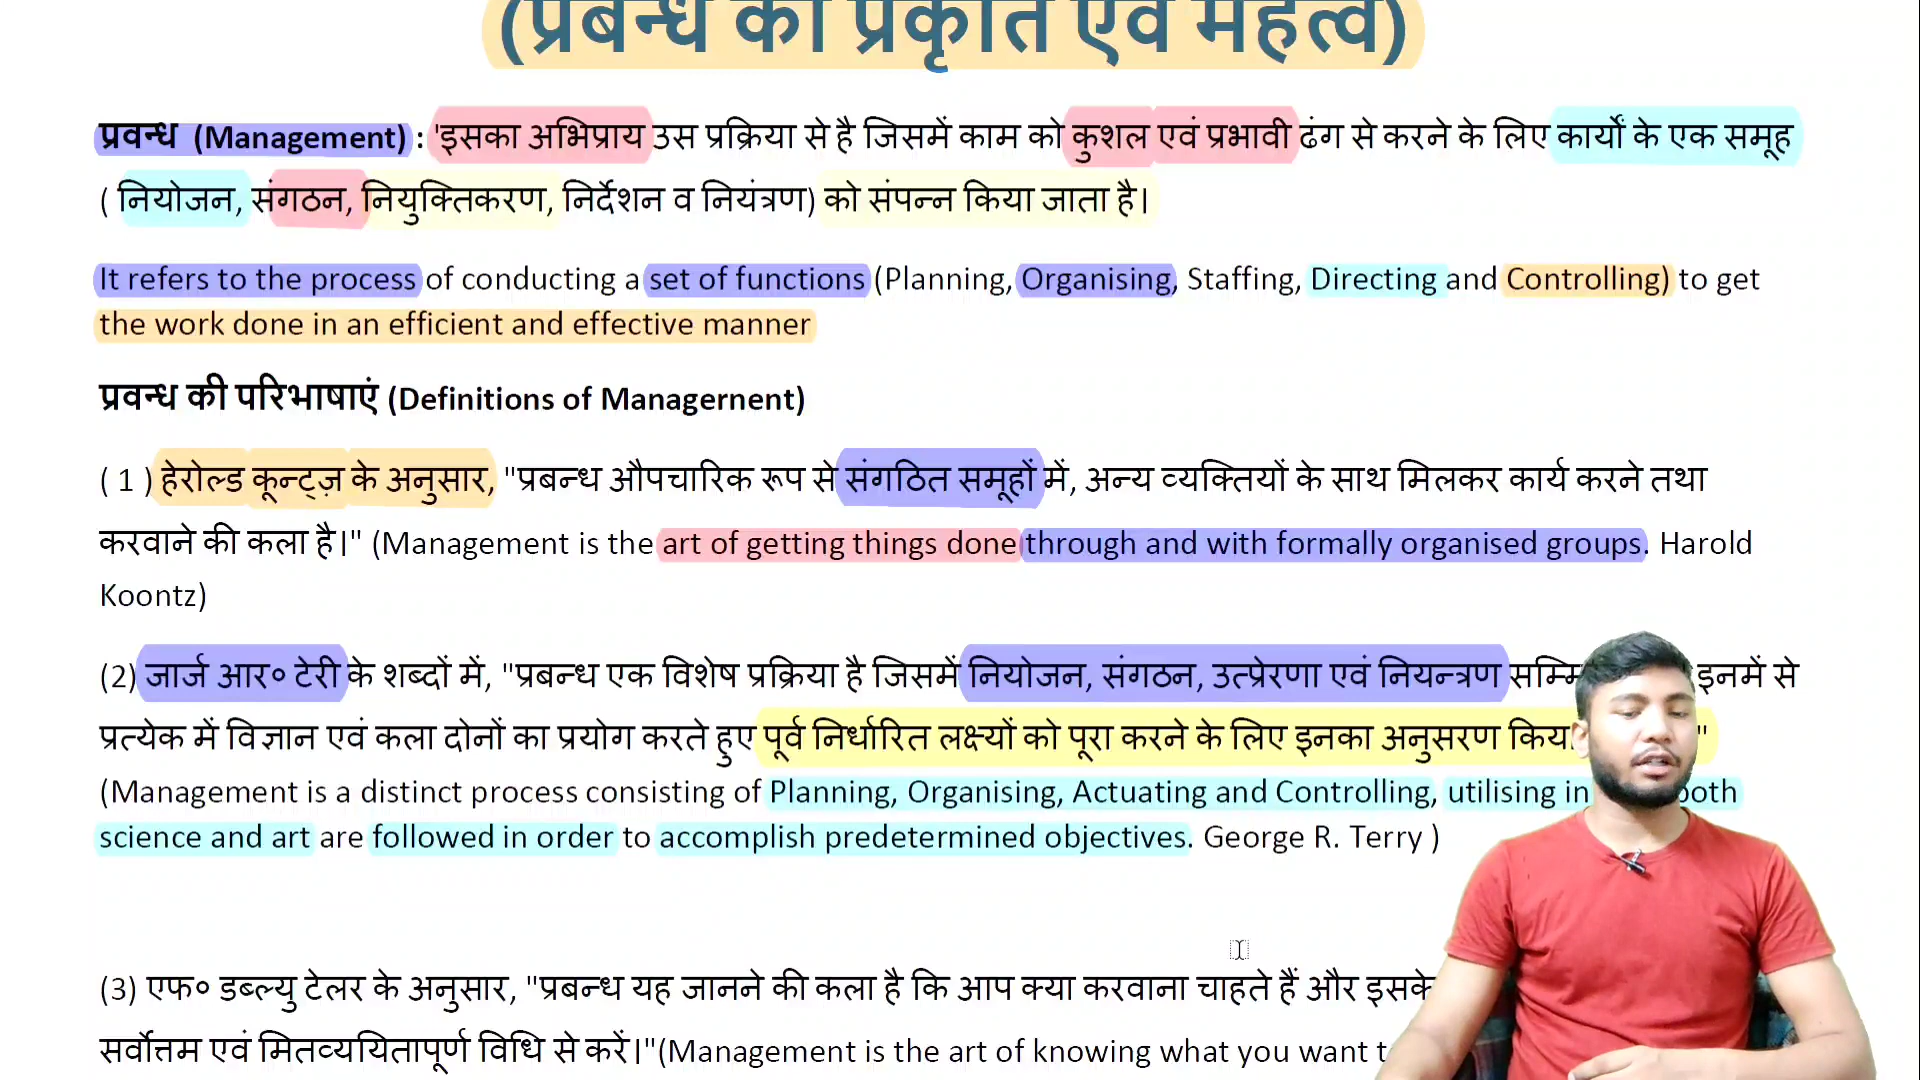 (प्रबन्ध की प्रकृति एवं महत्व)
प्रवन्ध (Management) : 'इसका अभिप्राय उस प्रक्रिया से है जिसमें काम को कुशल एवं प्रभावी ढंग से करने के लिए कार्यों के एक समूह
( नियोजन, संगठन, नियुक्तिकरण, निर्देशन व नियंत्रण) को संपन्न किया जाता है।
It refers to the process of conducting a set of functions (Planning, Organising, Staffing, Directing and Controlling) to get
the work done in an efficient and effective manner
प्रवन्ध की परिभाषाएं (Definitions of Managernent)
( 1 ) हेरोल्ड कून्ट्ज़ के अनुसार, "प्रबन्ध औपचारिक रूप से संगठित समूहों में, अन्य व्यक्तियों के साथ मिलकर कार्य करने तथा
करवाने की कला है।" (Management is the art of getting things done through and with formally organised groups. Harold
Koontz)
(2) जार्ज आर० टेरी के शब्दों में, "प्रबन्ध एक विशेष प्रक्रिया है जिसमें नियोजन, संगठन, उत्प्रेरणा एवं नियन्त्रण इनमें से
प्रत्येक में विज्ञान एवं कला दोनों का प्रयोग करते हुए पूर्व निर्धारित लक्ष्यों को पूरा करने के लिए इनका अनुसरण "
(Management is a distinct process consisting of Planning, Organising, Actuating and Controlling, utilising in both
science and art are followed in order to accomplish predetermined objectives. George R. Terry )
(3) एफ० डब्ल्यु टेलर के अनुसार, "प्रबन्ध यह जानने की कला है कि आप क्या करवाना चाहते हैं और इसके
सर्वोत्तम एवं मितव्ययितापूर्ण विधि से करें।"(Management is the art of knowing what you want